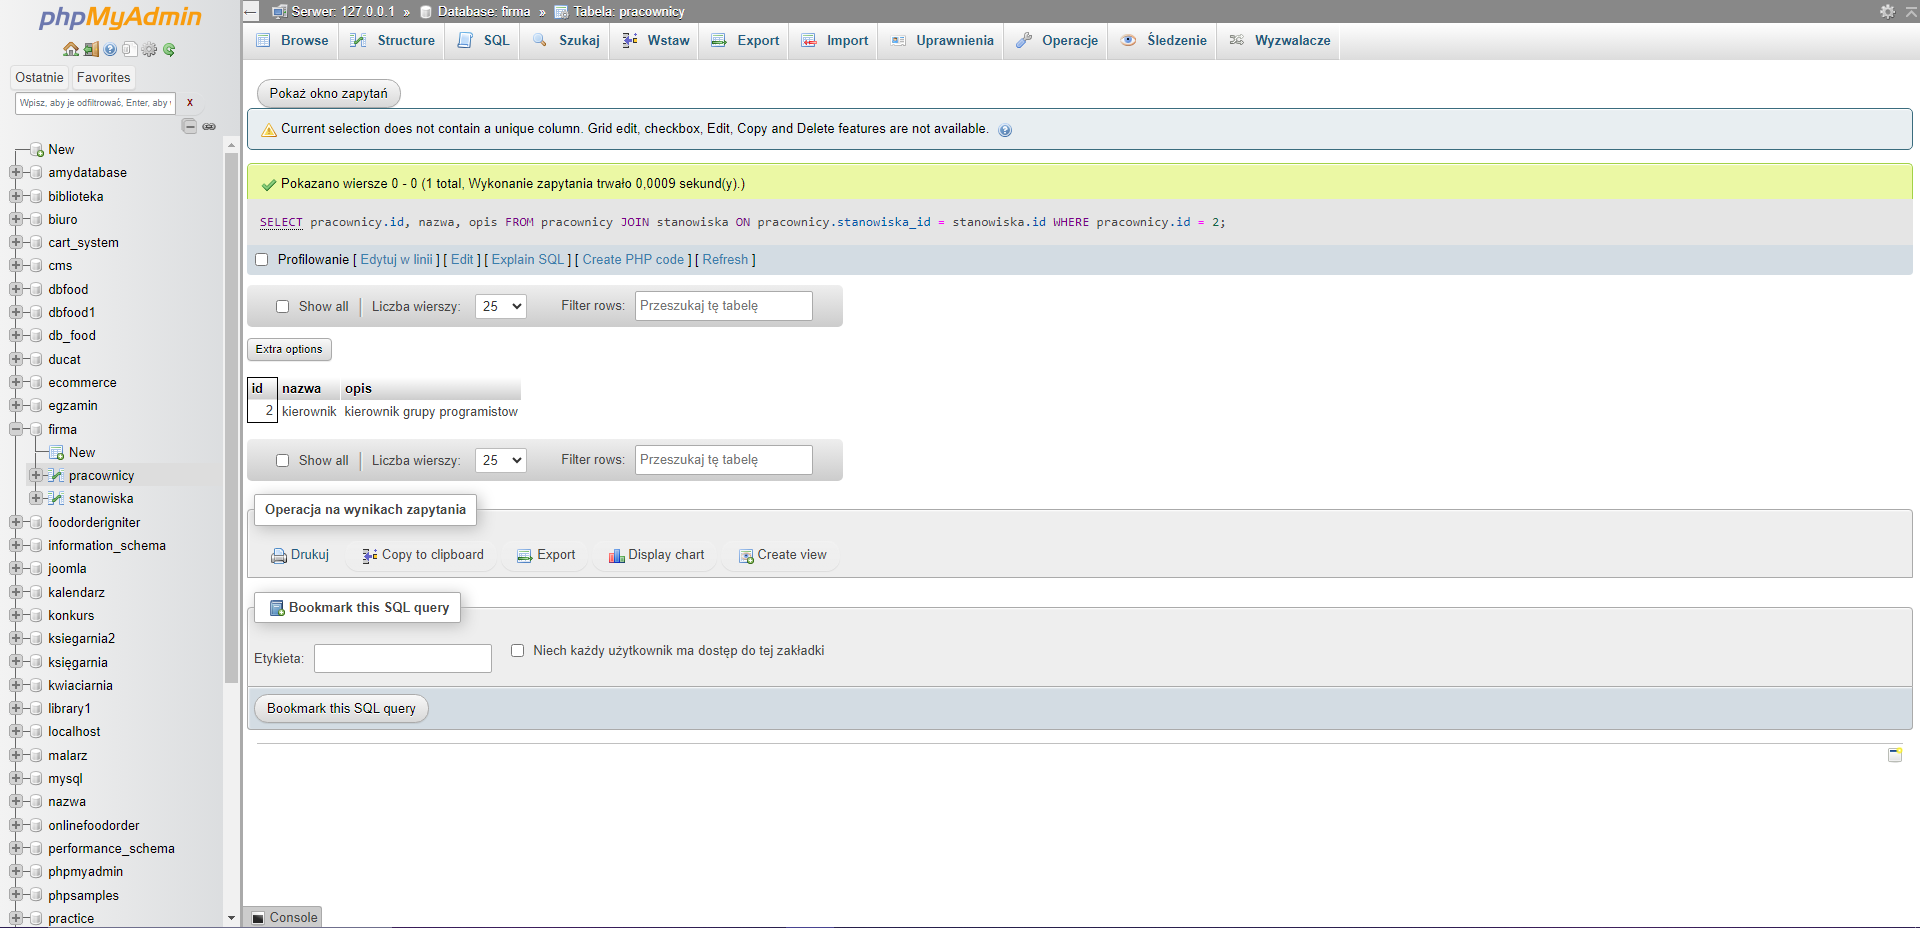 phpMyAdmin
Ostatnie Favorites
Wpisz, aby je odfiltrować, Enter, aby
X
New
amydatabase
biblioteka
biuro
cart_system
cms
dbfood
dbfood1
db_food
ducat
ecommerce
egzamin
firma
New
pracownicy
stanowiska
foodorderigniter
information_schema
joomla
kalendarz
konkurs
ksiegarnia2
księgarnia
kwiaciarnia
library1
localhost
malarz
mysql
nazwa
onlinefoodorder
performance_schema
phpmyadmin
phpsamples
practice
Serwer: 127.0.0.1 » Database: firma » Tabela: pracownicy
Browse Structure SQL Szukaj Wstaw Export Import Uprawnienia Operacje Śledzenie Wyzwalacze
Pokaż okno zapytań
Current selection does not contain a unique column. Grid edit, checkbox, Edit, Copy and Delete features are not available.
Pokazano wiersze 0 - 0 (1 total, Wykonanie zapytania trwało 0,0009 sekund(y).)
SELECT pracownicy.id, nazwa, opis FROM pracownicy JOIN stanowiska ON pracownicy.stanowiska_id = stanowiska.id WHERE pracownicy.id = 2;
Profilowanie [ Edytuj w linii ] [ Edit ] [ Explain SQL ] [ Create PHP code ] [ Refresh ]
Show all | Liczba wierszy: 25 Filter rows: Przeszukaj tę tabelę
Extra options
id nazwa opis
2 kierownik kierownik grupy programistow
Show all | Liczba wierszy: 25 Filter rows: Przeszukaj tę tabelę
Operacja na wynikach zapytania
Drukuj Copy to clipboard Export Display chart Create view
Bookmark this SQL query
Etykieta: Niech każdy użytkownik ma dostęp do tej zakładki
Bookmark this SQL query
Console